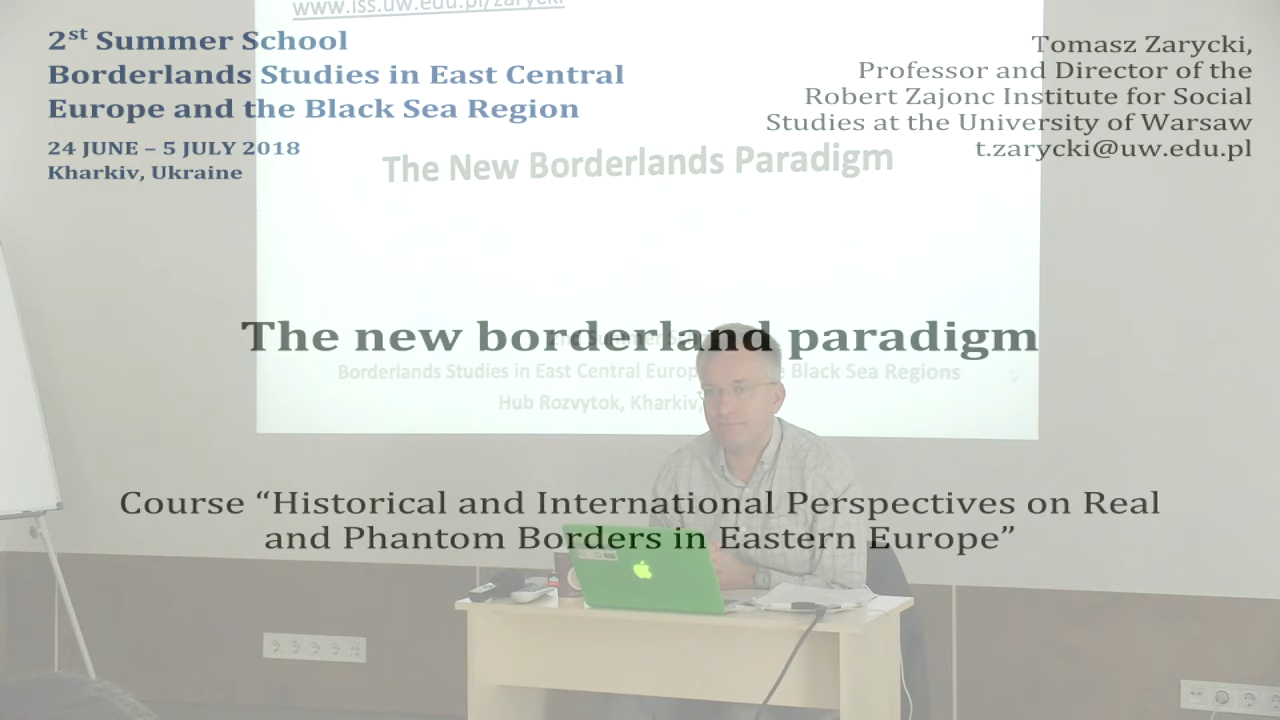 www.iss.uw.edu.pl/zarycki
2st Summer School
Borderlands Studies in East Central
Europe and the Black Sea Region
24 JUNE – 5 JULY 2018
Kharkiv, Ukraine
Tomasz Zarycki,
Professor and Director of the
Robert Zajonc Institute for Social
Studies at the University of Warsaw
t.zarycki@uw.edu.pl
The New Borderlands Paradigm
The new borderland paradigm
Borderlands Studies in East Central Black Sea Regions
Hub Rozvytok, Kharkiv,
Course “Historical and International Perspectives on Real
and Phantom Borders in Eastern Europe”